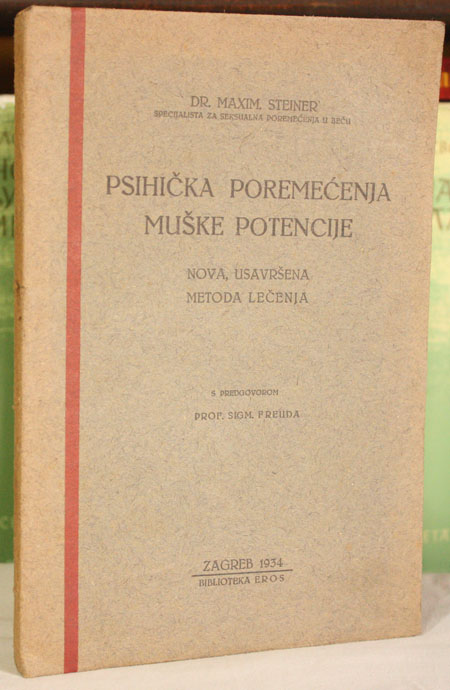 DR. MAXIM. STEINER
SPECIJALISTA ZA SEKSUALNA POREMEĆENJA U BEČU
PSIHIČKA POREMEĆENJA
MUŠKE POTENCIJE
NOVA, USAVRŠENA
METODA LEČENJA
S PREDGOVOROM
PROF. SIGM. FREUDA
ZAGREB 1934
BIBLIOTEKA EROS